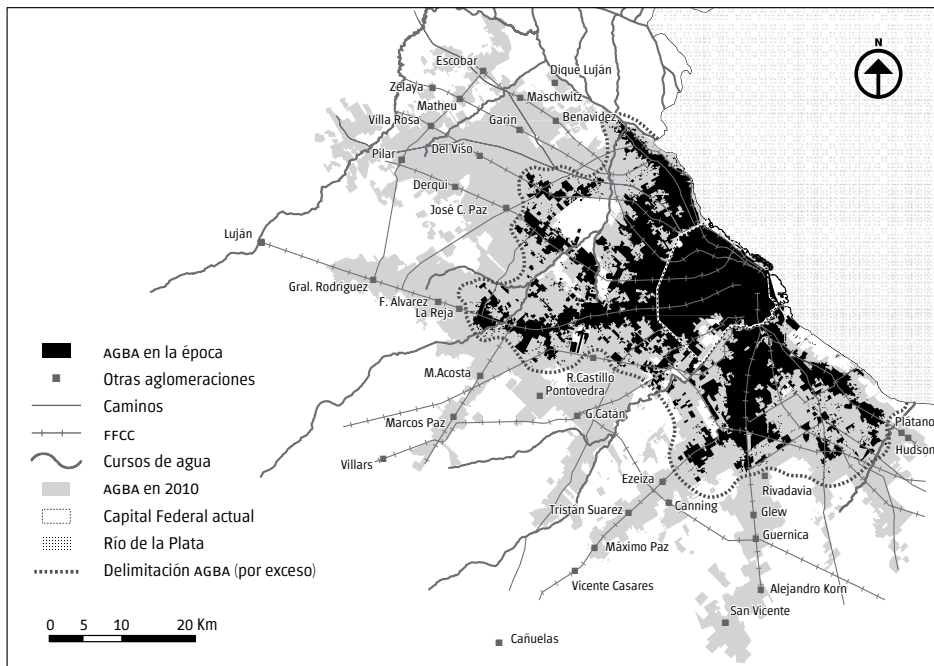 N
Escobar
Dique Luján
Zelaya
Matheu
Maschwitz
Villa Rosa
Garin
Benavidez
Pilar
Del Viso
Derqui
José C. Paz
Luján
Gral. Rodriguez
F. Álvarez
La Reja
AGBA en la época
Otras aglomeraciones
Caminos
FFCC
Cursos de agua
AGBA en 2010
Capital Federal actual
Río de la Plata
Delimitación AGBA (por exceso)
0 5 10 20 Km
M.Acosta
R.Castillo
Pontovedra
Marcos Paz
G.Catán
Villars
Plátanos
Hudson
Ezeiza
Rivadavia
Canning
Tristán Suarez
Glew
Guernica
Máximo Paz
Vicente Casares
Alejandro Korn
San Vicente
Cañuelas